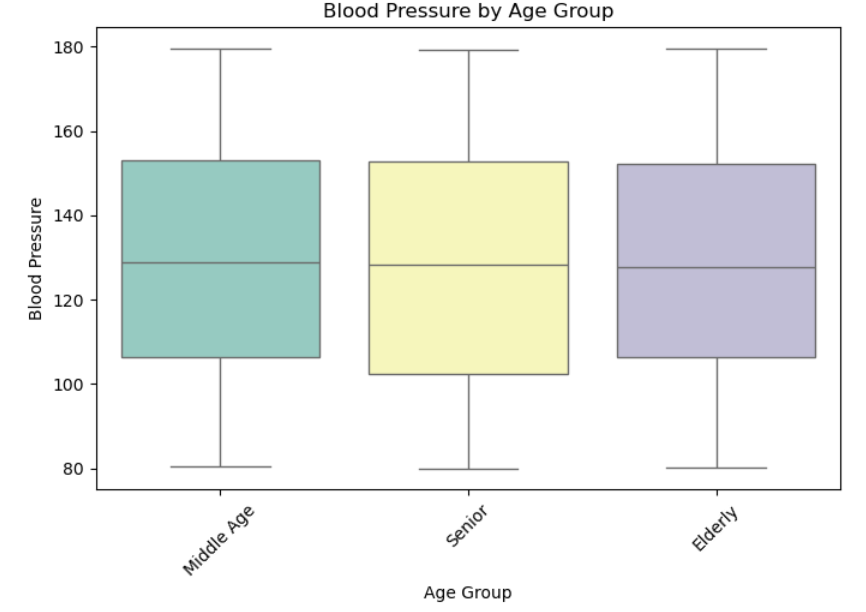 Blood Pressure by Age Group
Blood Pressure
180
160
140
120
100
80
Middle Age
Senior
Elderly
Age Group